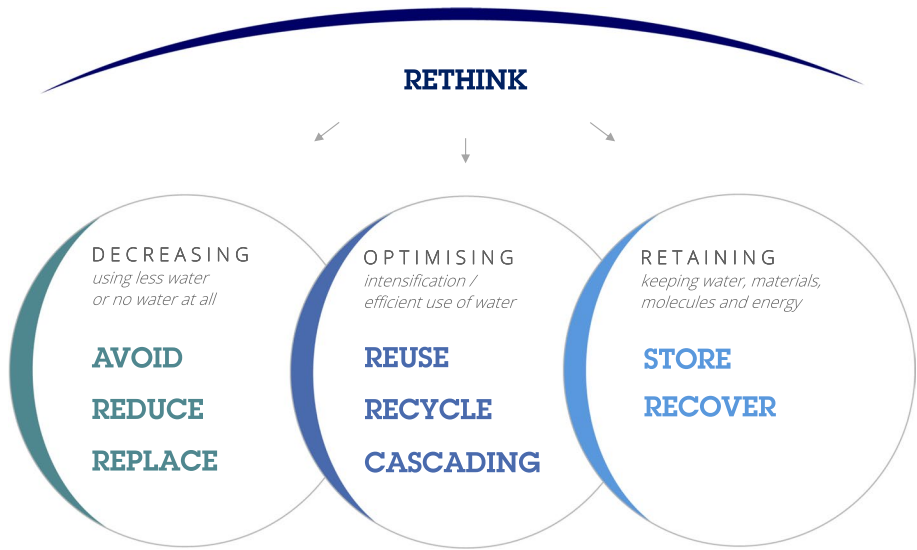 RETHINK
DECREASING
using less water
or no water at all
AVOID
REDUCE
REPLACE
OPTIMISING
intensification /
efficient use of water
REUSE
RECYCLE
CASCADING
RETAINING
keeping water, materials,
molecules and energy
STORE
RECOVER